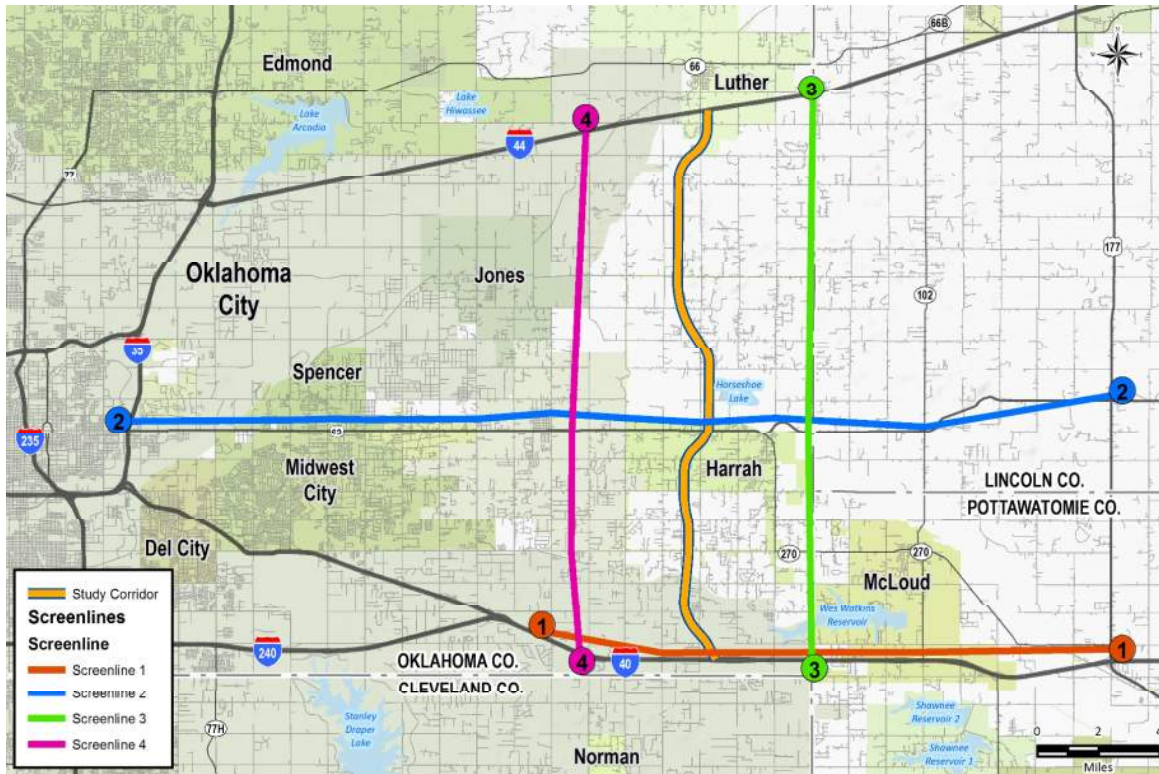 66B
N
Edmond
66
Luther
3
Lake
Hiwassee
Lake
Arcadia
4
44
77
177
Oklahoma
City
Jones
102
35
Spencer
Horseshoe
Lake
2
2
235
Midwest
City
Harrah
LINCOLN CO.
POTTAWATOMIE CO.
Del City
270
270
McLoud
Study Corridor
Screenlines
Screenline
Screenline 1
Screenline 2
Screenline 3
Screenline 4
Wes Watkins
Reservoir
1
1
240
4
40
3
OKLAHOMA CO.
CLEVELAND CO.
77H
Stanley
Draper
Lake
Norman
Shawnee
Reservoir 2
Shawnee
Reservoir 1
0 2 4
Miles